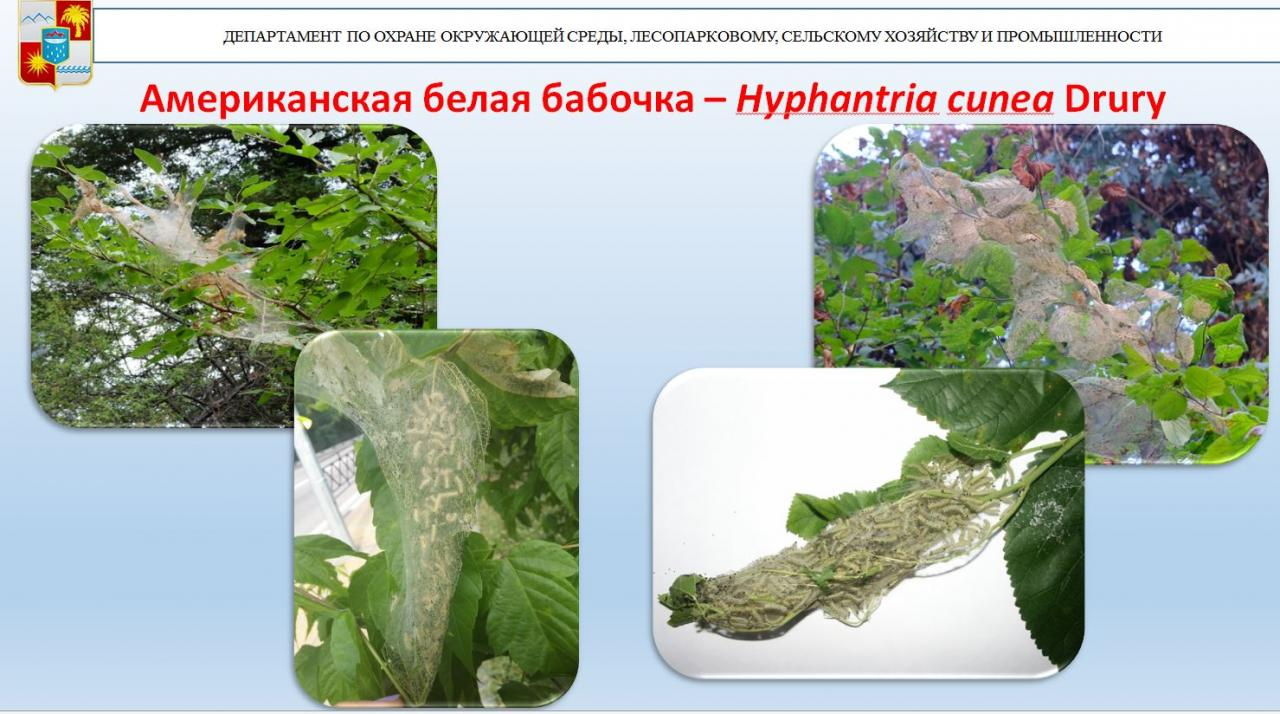 ДЕПАРТАМЕНТ ПО ОХРАНЕ ОКРУЖАЮЩЕЙ СРЕДЫ, ЛЕСОПАРКОВОМУ, СЕЛЬСКОМУ ХОЗЯЙСТВУ И ПРОМЫШЛЕННОСТИ
Американская белая бабочка – Hyphantria cunea Drury